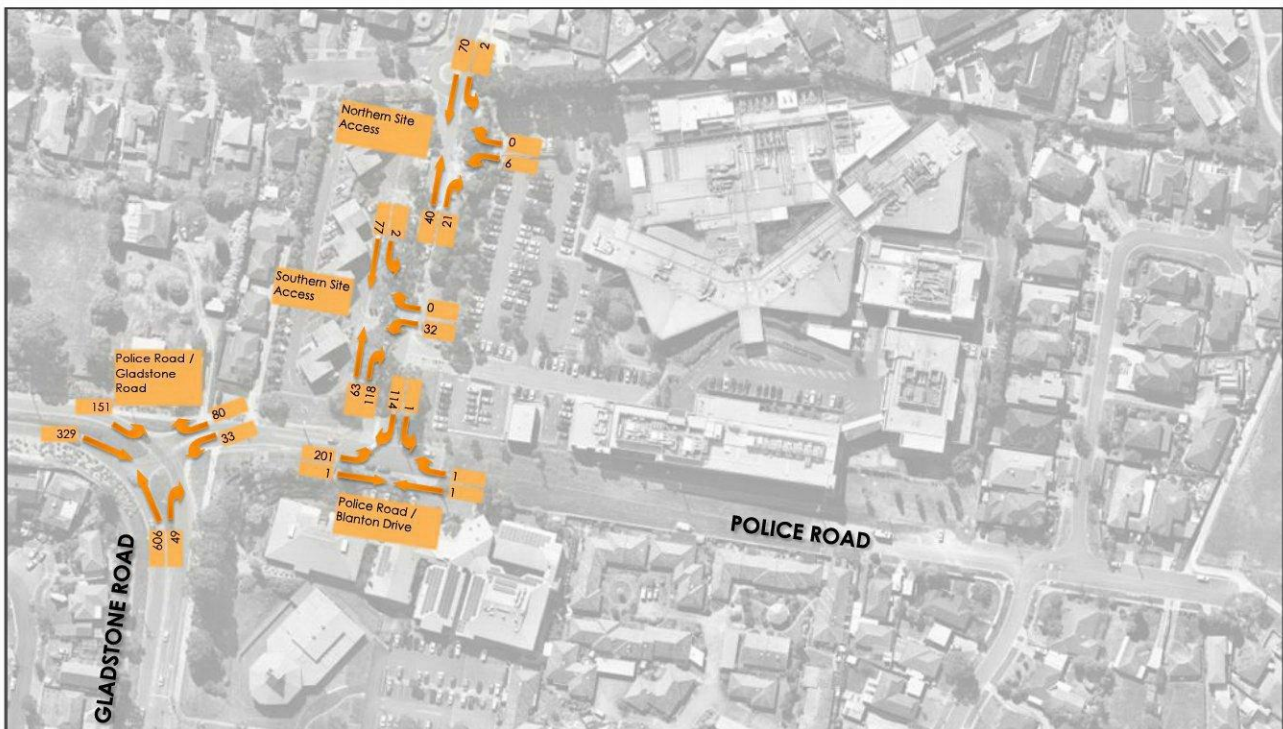 70
2
Northern Site
Access
0
6
40
21
77
2
Southern Site
Access
0
32
63
118
Police Road /
Gladstone
Road
151
80
329
33
114
1
201
1
1
1
Police Road /
Blanton Drive
606
49
POLICE ROAD
GLADSTONE ROAD